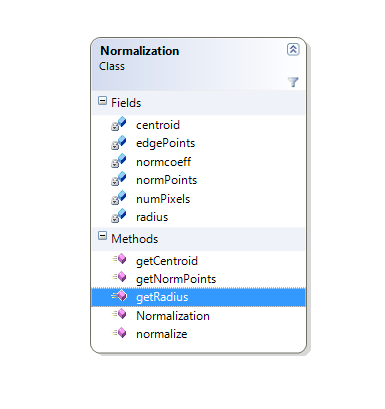 Normalization
Class
Fields
centroid
edgePoints
normcoeff
normPoints
numPixels
radius
Methods
getCentroid
getNormPoints
getRadius
Normalization
normalize